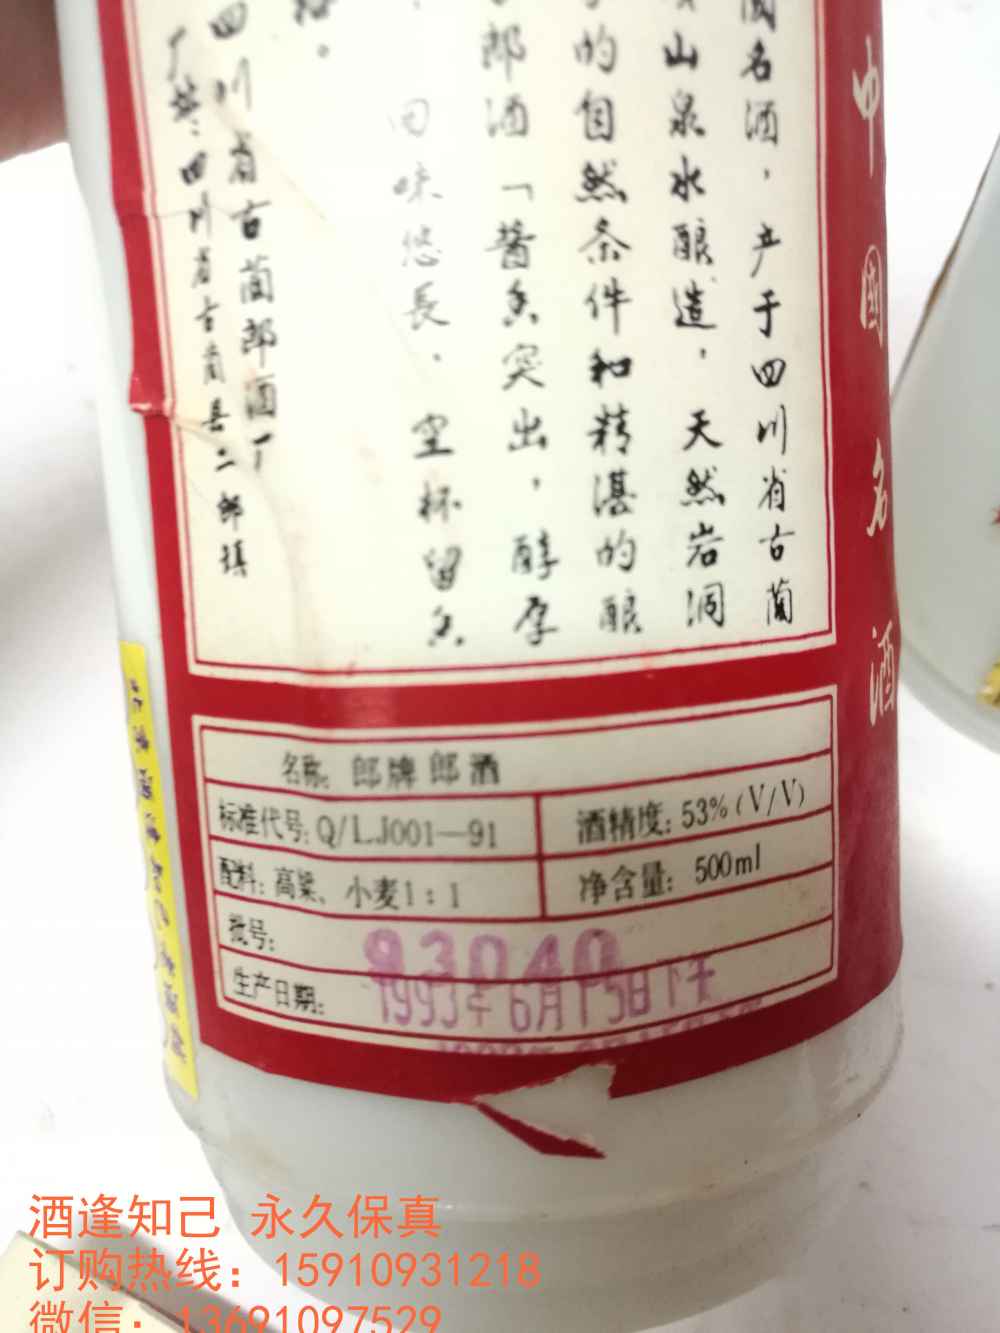 中國名酒
国名酒，产于四川省古蔺
山泉水酿造，天然岩洞
的自然条件和精湛的酿
郎酒「酱香突出，醇厚
回味悠長，空杯留香
四川省古蔺郎酒厂
厂址：四川省古蔺县二郎镇
名称：郎牌郎酒
标准代号：Q/LJ001—91
酒精度：53%（V/V）
配料：高粱、小麦1：1
净含量：500ml
批号：93040
生产日期：1993年6月15日下午
酒逢知己 永久保真
订购热线：15910931218
微信：13691097529